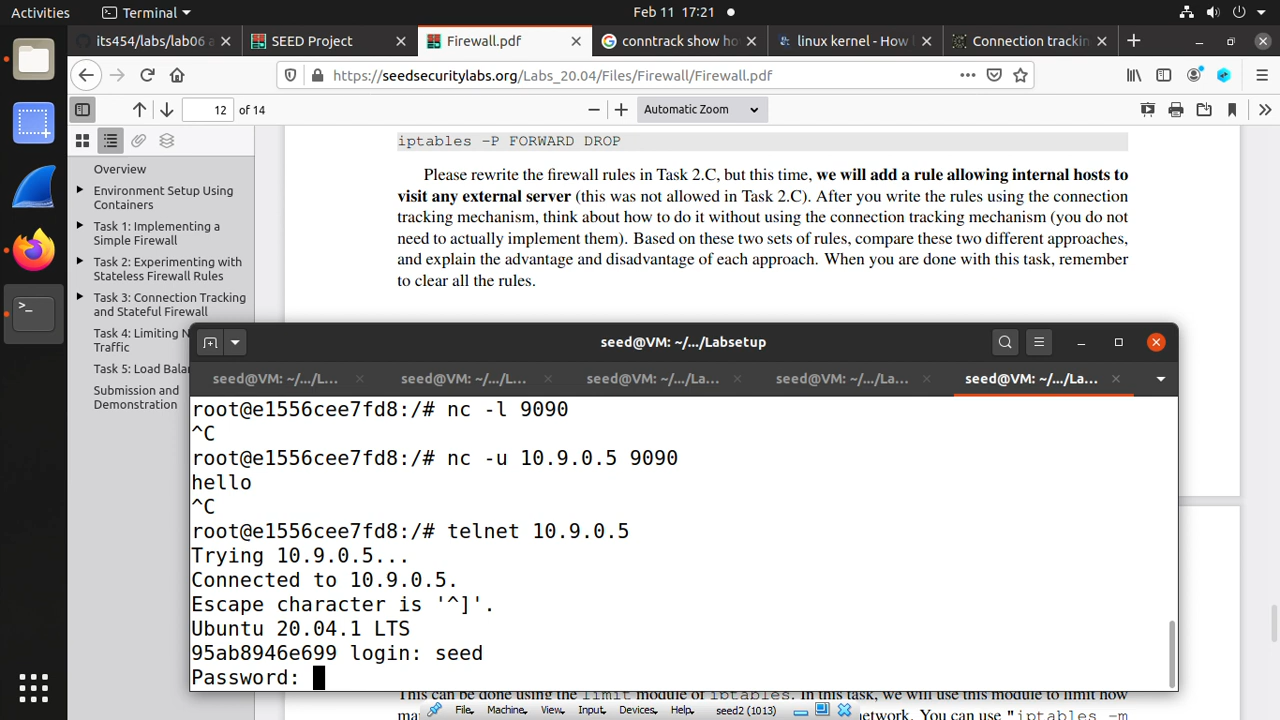 Activities
Terminal
Feb 11 17:21
its454/labs/lab06 a
SEED Project
Firewall.pdf
conntrack show ho
linux kernel - How l
Connection trackin
https://seedsecuritylabs.org/Labs_20.04/Files/Firewall/Firewall.pdf
12 of 14
Automatic Zoom
Overview
Environment Setup Using
Containers
Task 1: Implementing a
Simple Firewall
Task 2: Experimenting with
Stateless Firewall Rules
Task 3: Connection Tracking
and Stateful Firewall
Task 4: Limiting N
Traffic
Task 5: Load Balan
Submission and
Demonstration
iptables -P FORWARD DROP
Please rewrite the firewall rules in Task 2.C, but this time, we will add a rule allowing internal hosts to
visit any external server (this was not allowed in Task 2.C). After you write the rules using the connection
tracking mechanism, think about how to do it without using the connection tracking mechanism (you do not
need to actually implement them). Based on these two sets of rules, compare these two different approaches,
and explain the advantage and disadvantage of each approach. When you are done with this task, remember
to clear all the rules.
seed@VM: ~/.../Labsetup
seed@VM: ~/.../L...
seed@VM: ~/.../L...
seed@VM: ~/.../La...
seed@VM: ~/.../La...
seed@VM: ~/.../La...
root@e1556cee7fd8:/# nc -l 9090
^C
root@e1556cee7fd8:/# nc -u 10.9.0.5 9090
hello
^C
root@e1556cee7fd8:/# telnet 10.9.0.5
Trying 10.9.0.5...
Connected to 10.9.0.5.
Escape character is '^]'.
Ubuntu 20.04.1 LTS
95ab8946e699 login: seed
Password:
This can be done using the limit module of iptables. In this task, we will use this module to limit how
File, Machine, View, Input, Devices, Help, seed2 (1013)
network. You can use "iptables -m